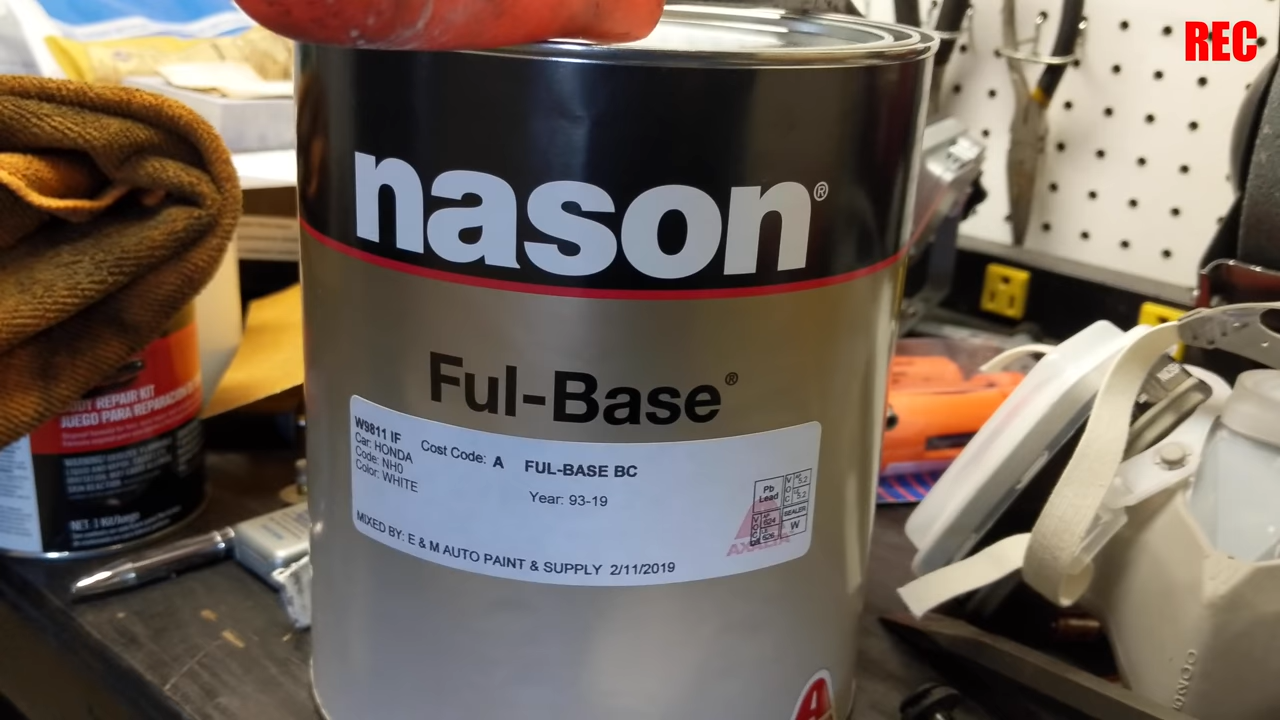 REC
nason®
Ful-Base®
W9811 IF
Cost Code: A FUL-BASE BC
Car: HONDA
Code: NH0
Year: 93-19
Color: WHITE
MIXED BY: E & M AUTO PAINT & SUPPLY 2/11/2019
Pb
Lead
SEALER
W
AXALTA
BODY REPAIR KIT
JUEGO PARA REPARACIÓN